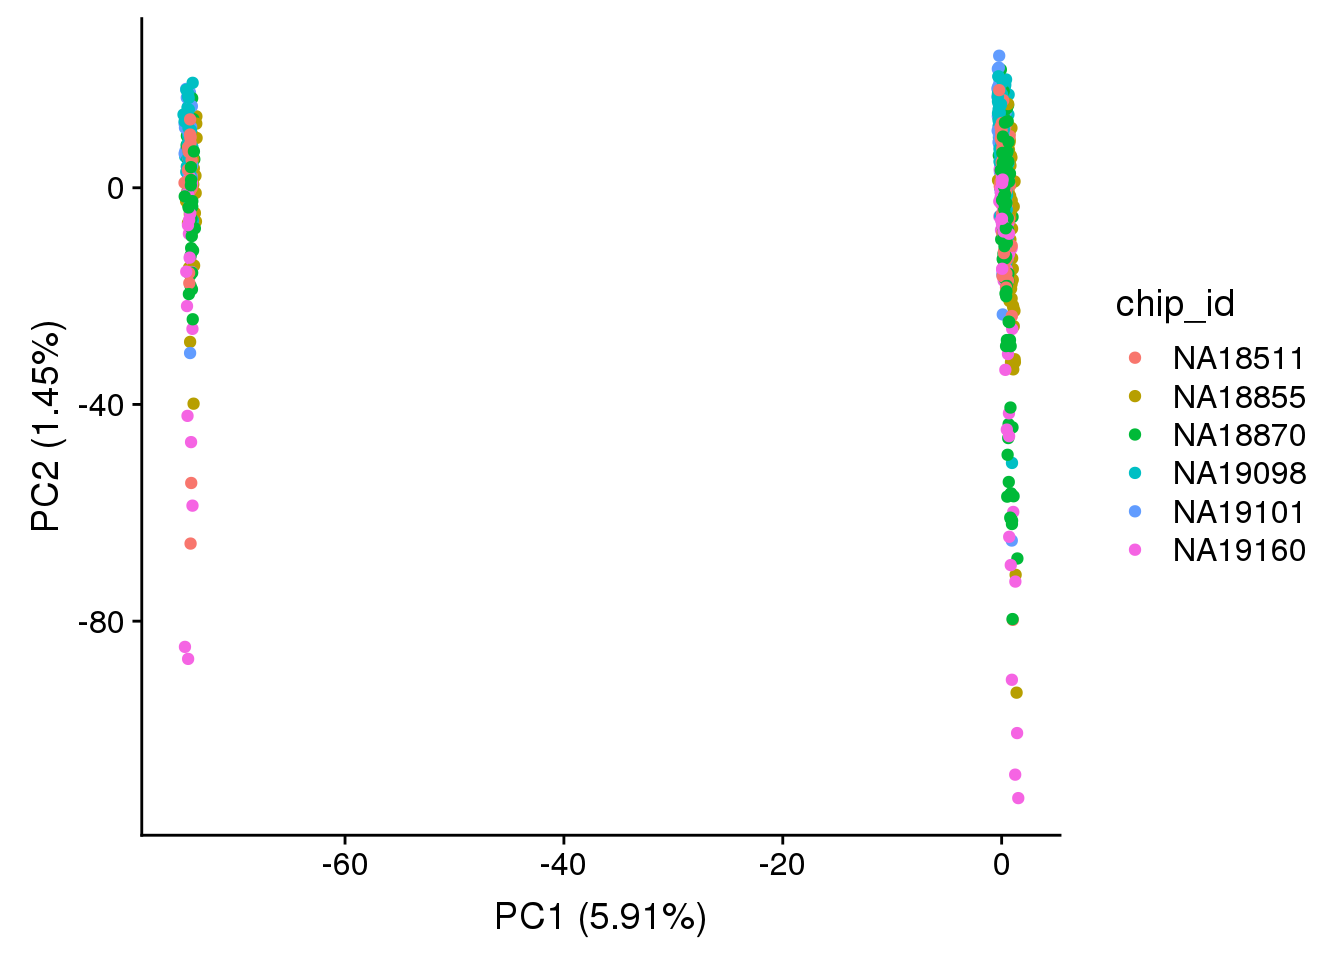 0
-40
-80
PC2 (1.45%)
-60
-40
-20
0
PC1 (5.91%)
chip_id
NA18511
NA18855
NA18870
NA19098
NA19101
NA19160